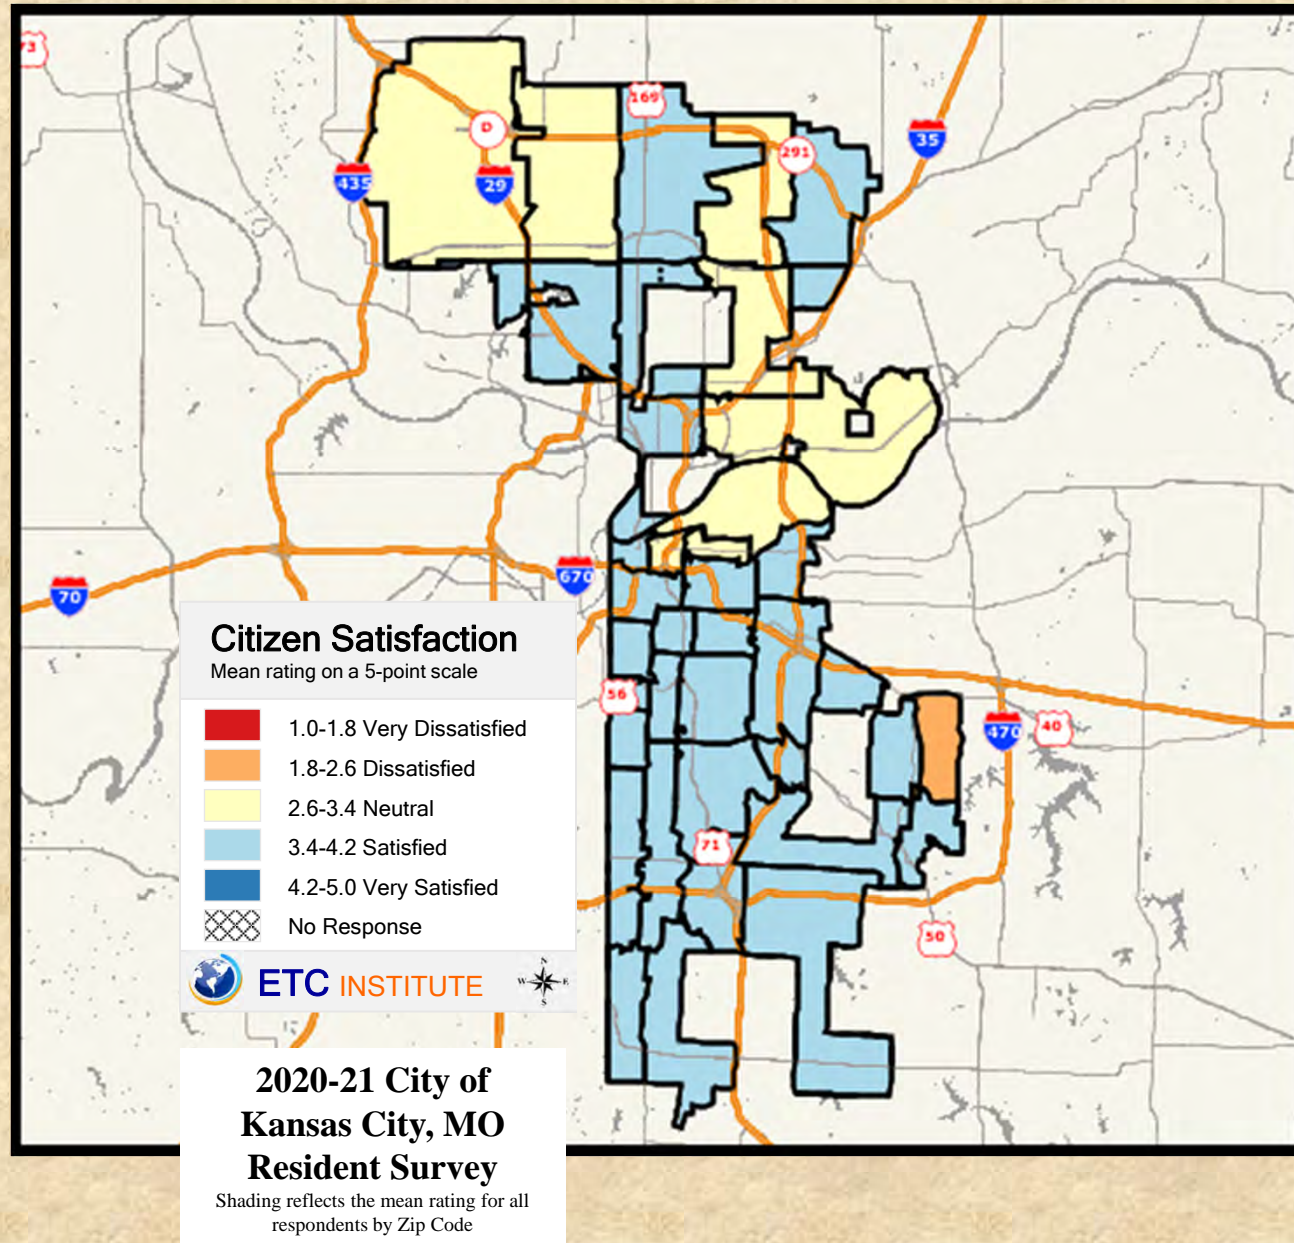 73
169
D
291
35
435
29
70
670
56
470
40
71
50
Citizen Satisfaction
Mean rating on a 5-point scale
1.0-1.8 Very Dissatisfied
1.8-2.6 Dissatisfied
2.6-3.4 Neutral
3.4-4.2 Satisfied
4.2-5.0 Very Satisfied
No Response
ETC INSTITUTE
N
W E
S
2020-21 City of
Kansas City, MO
Resident Survey
Shading reflects the mean rating for all
respondents by Zip Code